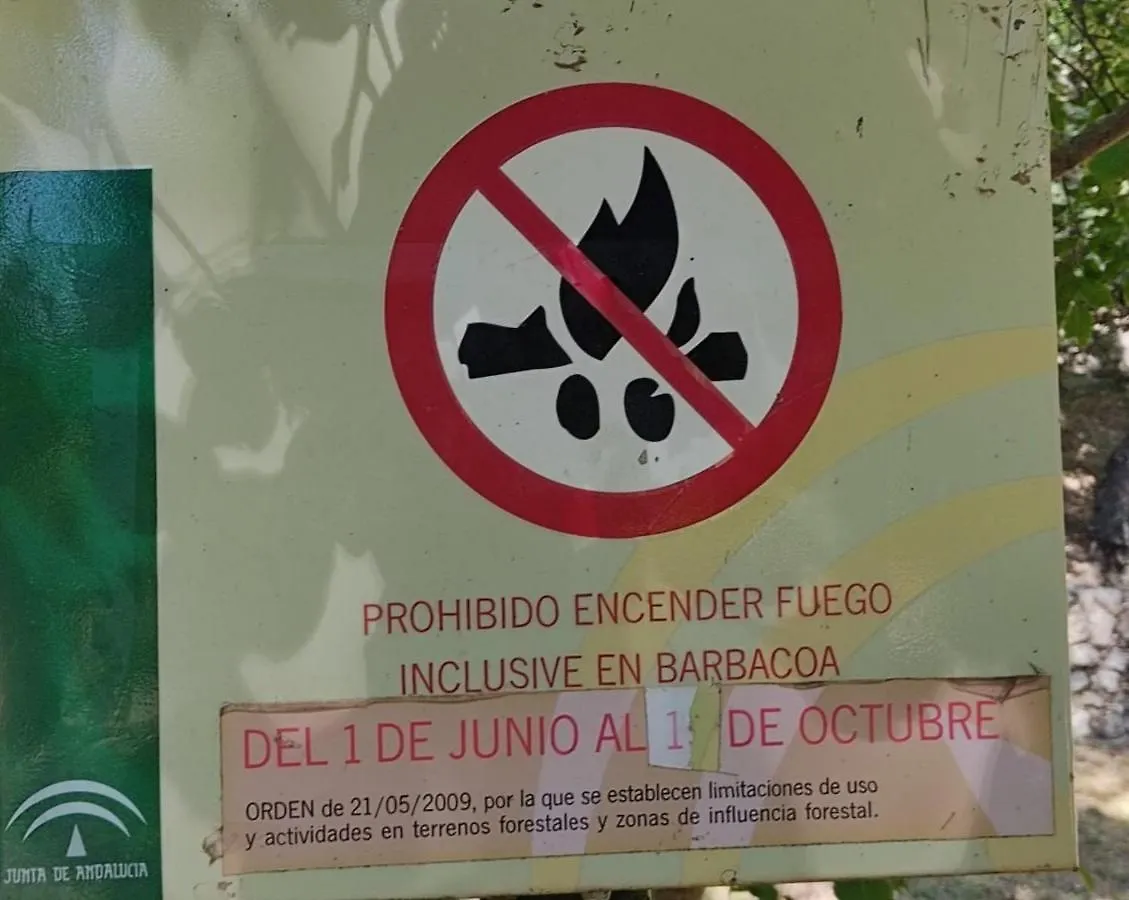 PROHIBIDO ENCENDER FUEGO
INCLUSIVE EN BARBACOA
DEL 1 DE JUNIO AL 1 DE OCTUBRE
ORDEN de 21/05/2009, por la que se establecen limitaciones de uso
y actividades en terrenos forestales y zonas de influencia forestal.
JUNTA DE ANDALUCIA